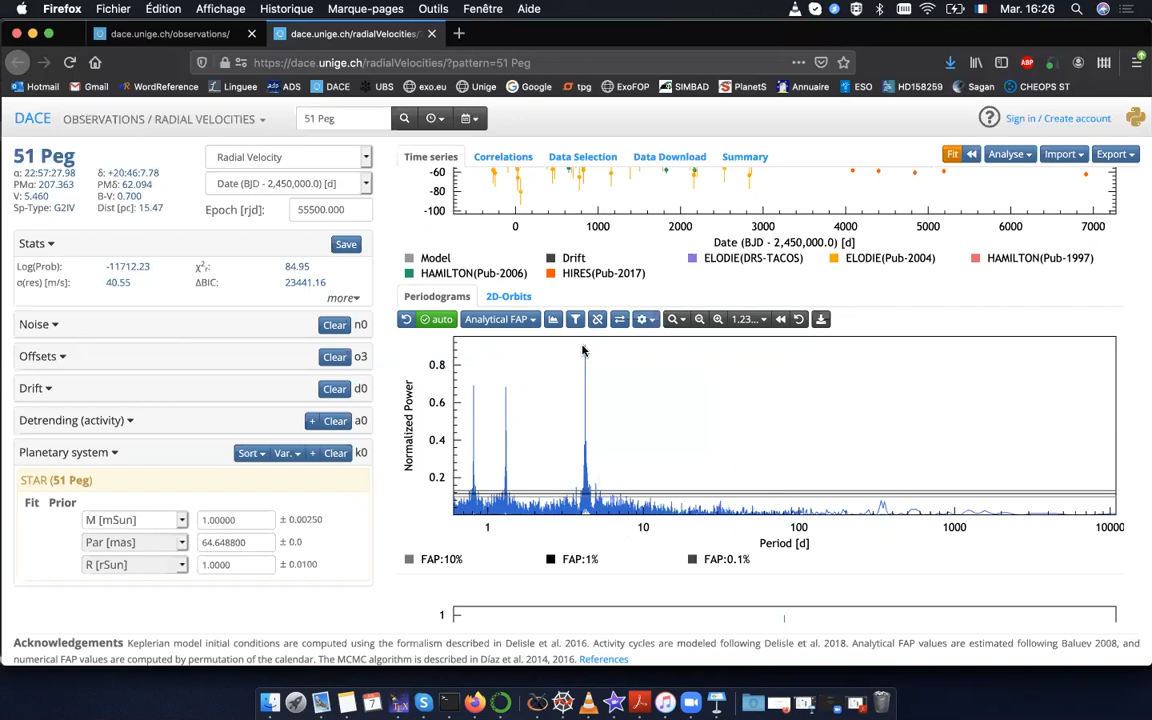 Firefox Fichier Édition Affichage Historique Marque-pages Outils Fenêtre Aide Mar. 16:26
dace.unige.ch/observations/ dace.unige.ch/radialVelocities/
https://dace.unige.ch/radialVelocities/?pattern=51 Peg
Hotmail Gmail WordReference Linguee ADS DACE UBS exo.eu Unige Google tpg ExoFOP SIMBAD PlanetS Annuaire ESO HD158259 Sagan CHEOPS ST
DACE OBSERVATIONS / RADIAL VELOCITIES 51 Peg Sign in / Create account
51 Peg
α: 22:57:27.98 δ: +20:46:7.78
PMα: 207.363 PMδ: 62.094
V: 5.460 B-V: 0.700
Sp-Type: G2IV Dist [pc]: 15.47
Radial Velocity
Date (BJD - 2,450,000.0) [d]
Epoch [rjd]: 55500.000
Stats Save
Log(Prob): -11712.23 χ²ᵣ: 84.95
σ(res) [m/s]: 40.55 ΔBIC: 23441.16
more
Noise Clear n0
Offsets Clear o3
Drift Clear d0
Detrending (activity) + Clear a0
Planetary system Sort Var. + Clear k0
STAR (51 Peg)
Fit Prior
M [mSun] 1.00000 ± 0.00250
Par [mas] 64.648800 ± 0.0
R [rSun] 1.0000 ± 0.0100
Time series Correlations Data Selection Data Download Summary Fit Analyse Import Export
-60
-100
0 1000 2000 3000 4000 5000 6000 7000
Date (BJD - 2,450,000.0) [d]
Model Drift ELODIE(DRS-TACOS) ELODIE(Pub-2004) HAMILTON(Pub-1997)
HAMILTON(Pub-2006) HIRES(Pub-2017)
Periodograms 2D-Orbits
auto Analytical FAP 1.23...
Normalized Power
0.8
0.6
0.4
0.2
1 10 100 1000 10000
Period [d]
FAP:10% FAP:1% FAP:0.1%
1
Acknowledgements Keplerian model initial conditions are computed using the formalism described in Delisle et al. 2016. Activity cycles are modeled following Delisle et al. 2018. Analytical FAP values are estimated following Baluev 2008, and
numerical FAP values are computed by permutation of the calendar. The MCMC algorithm is described in Díaz et al. 2014, 2016. References